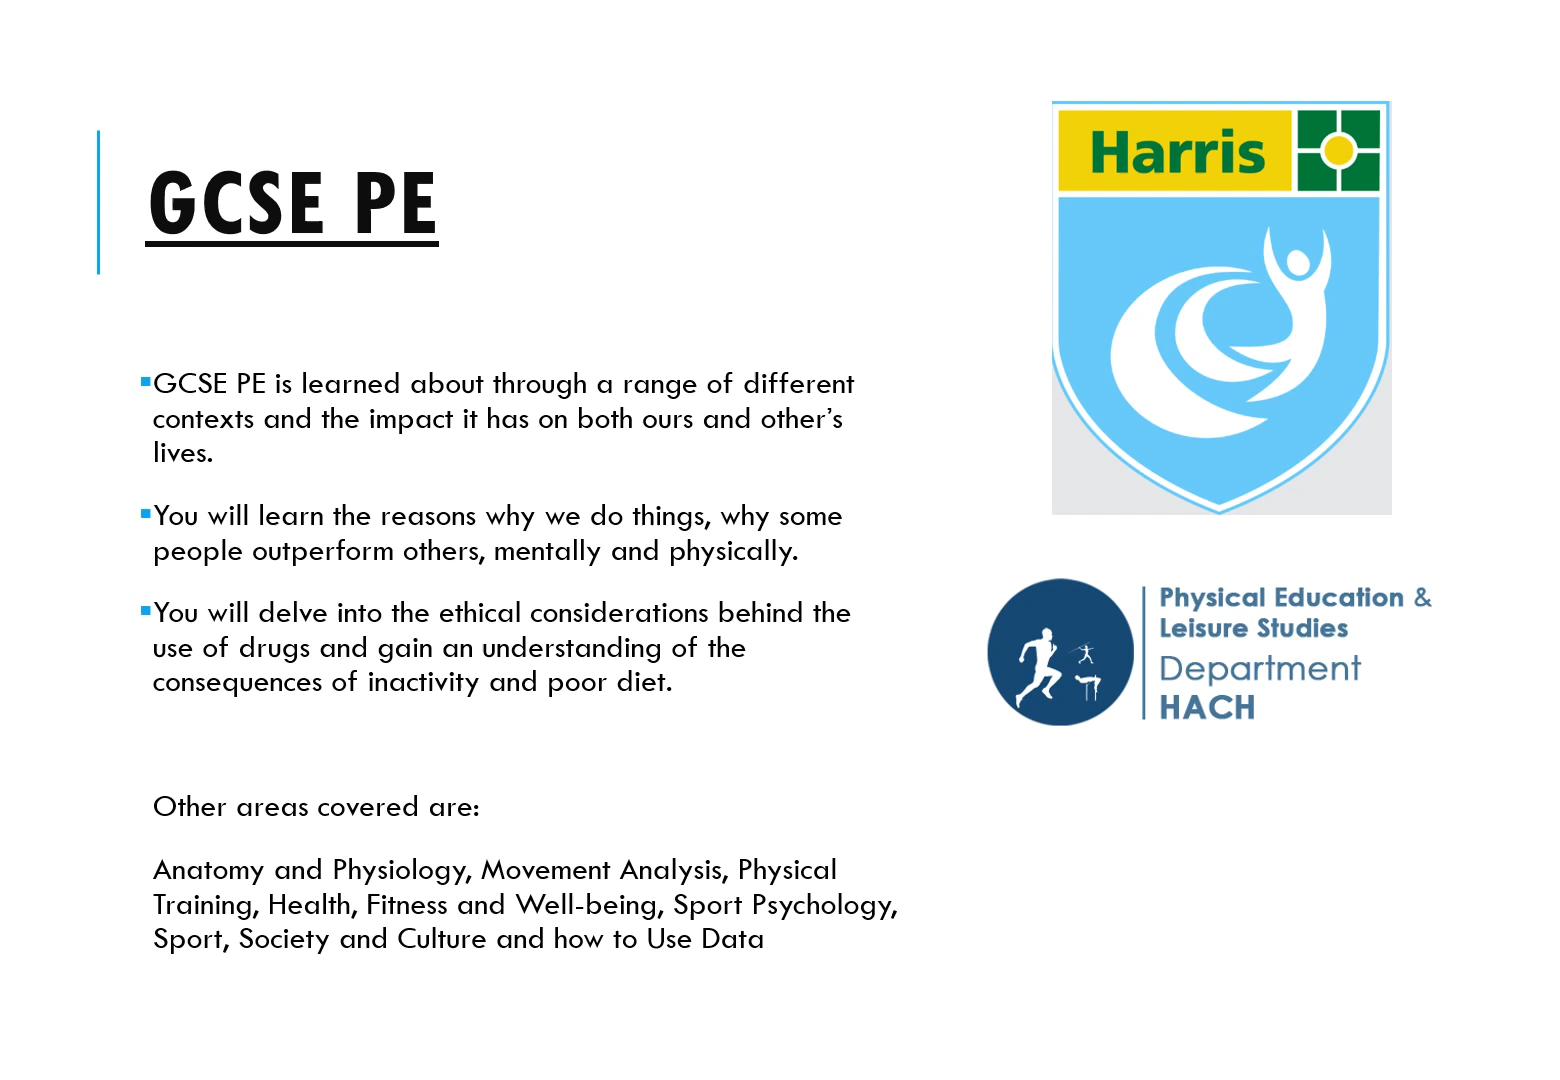 GCSE PE
▪GCSE PE is learned about through a range of different
contexts and the impact it has on both ours and other’s
lives.
▪You will learn the reasons why we do things, why some
people outperform others, mentally and physically.
▪You will delve into the ethical considerations behind the
use of drugs and gain an understanding of the
consequences of inactivity and poor diet.
Other areas covered are:
Anatomy and Physiology, Movement Analysis, Physical
Training, Health, Fitness and Well-being, Sport Psychology,
Sport, Society and Culture and how to Use Data
Harris
Physical Education &
Leisure Studies
Department
HACH